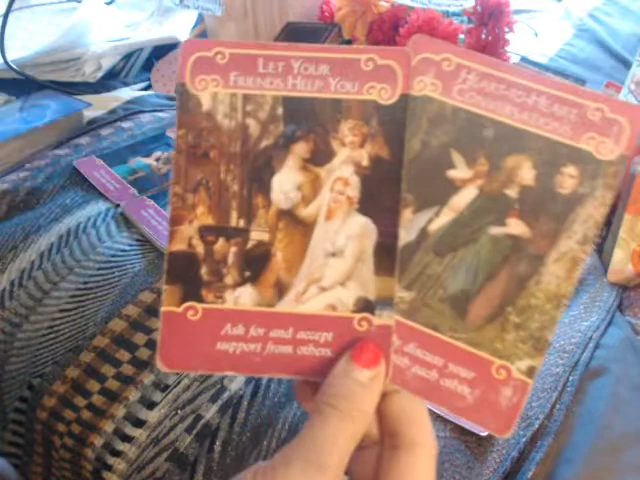 LET YOUR
FRIENDS HELP YOU
Ask for and accept
support from others.
HEART-TO-HEART
CONVERSATIONS
discuss your
each other.